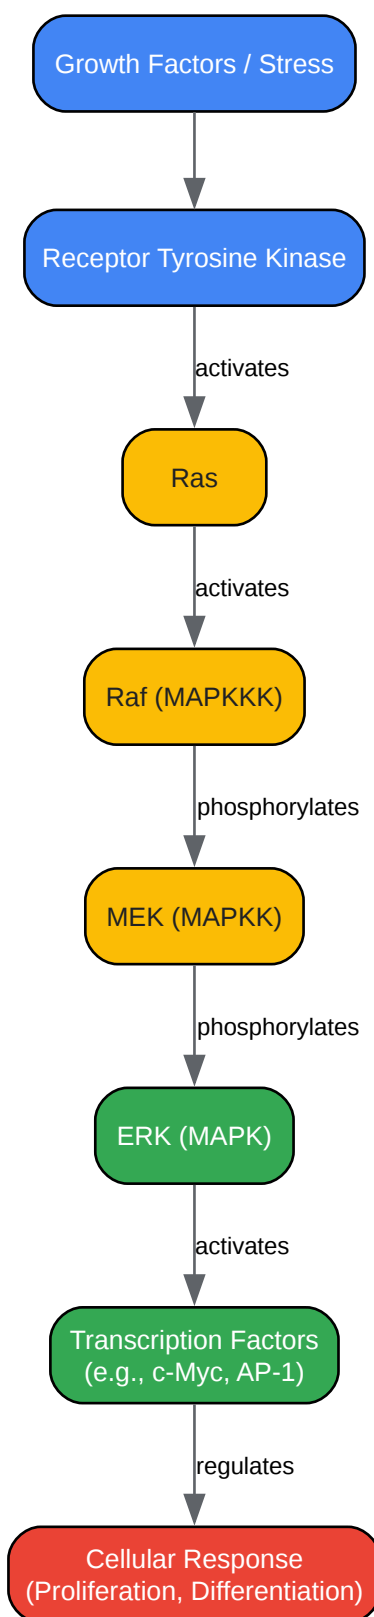 Growth Factors / Stress
Receptor Tyrosine Kinase
activates
Ras
activates
Raf (MAPKKK)
phosphorylates
MEK (MAPKK)
phosphorylates
ERK (MAPK)
activates
Transcription Factors
(e.g., c-Myc, AP-1)
regulates
Cellular Response
(Proliferation, Differentiation)